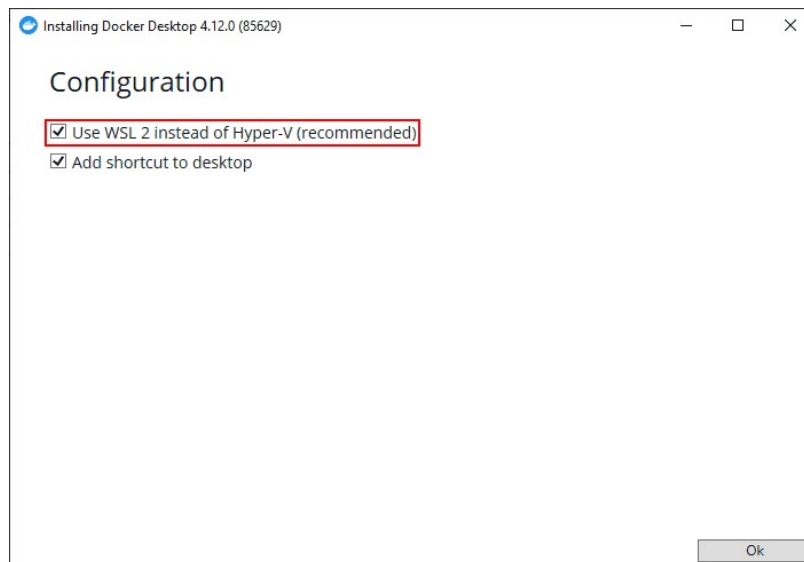 Installing Docker Desktop 4.12.0 (85629)
Configuration
Use WSL 2 instead of Hyper-V (recommended)
Add shortcut to desktop
Ok